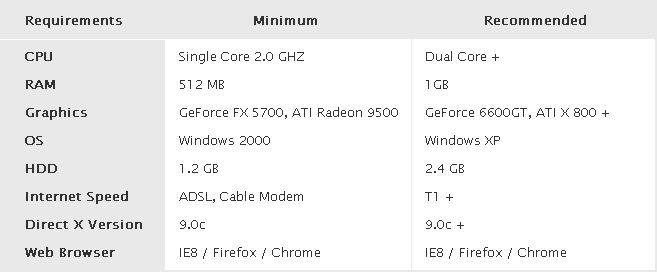 Requirements Minimum Recommended
CPU Single Core 2.0 GHZ Dual Core +
RAM 512 MB 1GB
Graphics GeForce FX 5700, ATI Radeon 9500 GeForce 6600GT, ATI X 800 +
OS Windows 2000 Windows XP
HDD 1.2 GB 2.4 GB
Internet Speed ADSL, Cable Modem T1 +
Direct X Version 9.0c 9.0c +
Web Browser IE8 / Firefox / Chrome IE8 / Firefox / Chrome